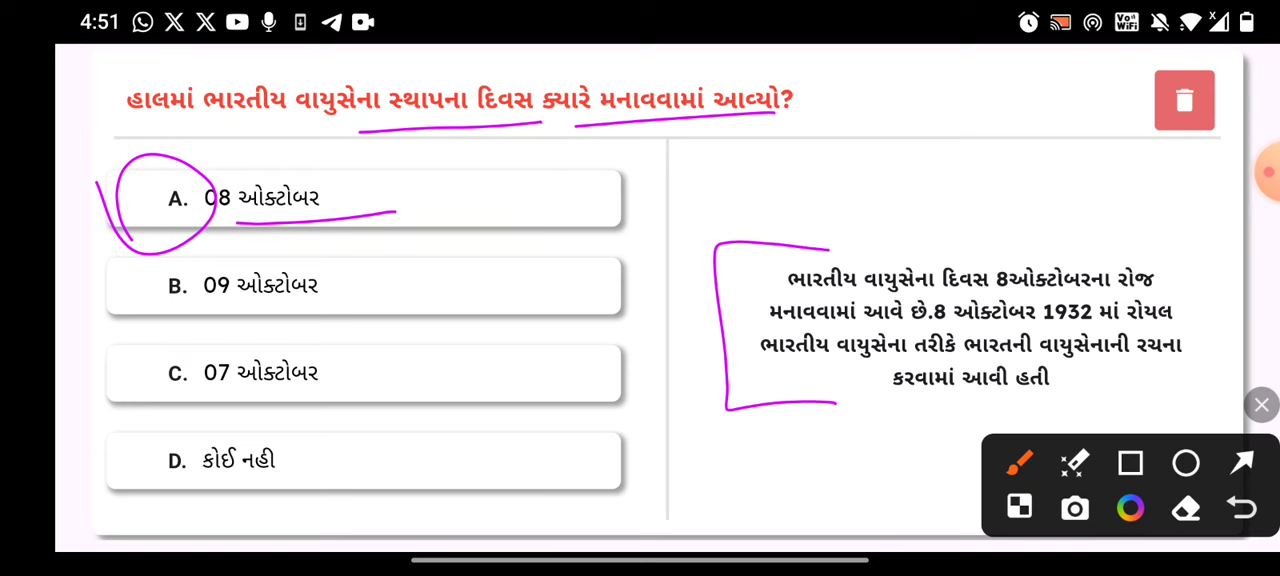 4:51
Vo))
WiFi
X
હાલમાં ભારતીય વાયુસેના સ્થાપના દિવસ ક્યારે મનાવવામાં આવ્યો?
A. 08 ઓક્ટોબર
B. 09 ઓક્ટોબર
C. 07 ઓક્ટોબર
D. કોઈ નહી
ભારતીય વાયુસેના દિવસ 8ઓક્ટોબરના રોજ
મનાવવામાં આવે છે.8 ઓક્ટોબર 1932 માં રોયલ
ભારતીય વાયુસેના તરીકે ભારતની વાયુસેનાની રચના
કરવામાં આવી હતી